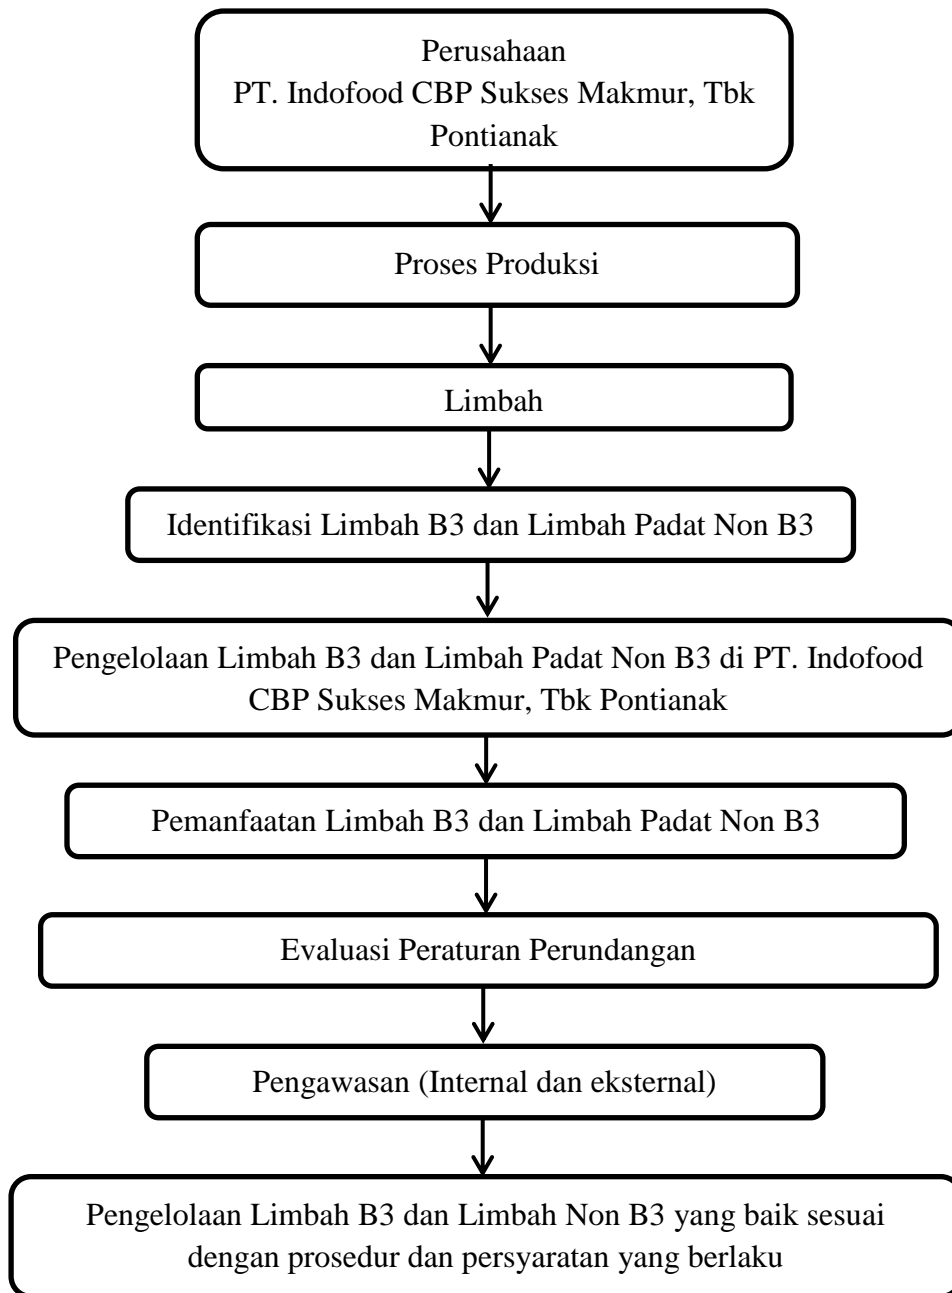 Perusahaan
PT. Indofood CBP Sukses Makmur, Tbk
Pontianak
Proses Produksi
Limbah
Identifikasi Limbah B3 dan Limbah Padat Non B3
Pengelolaan Limbah B3 dan Limbah Padat Non B3 di PT. Indofood
CBP Sukses Makmur, Tbk Pontianak
Pemanfaatan Limbah B3 dan Limbah Padat Non B3
Evaluasi Peraturan Perundangan
Pengawasan (Internal dan eksternal)
Pengelolaan Limbah B3 dan Limbah Non B3 yang baik sesuai
dengan prosedur dan persyaratan yang berlaku